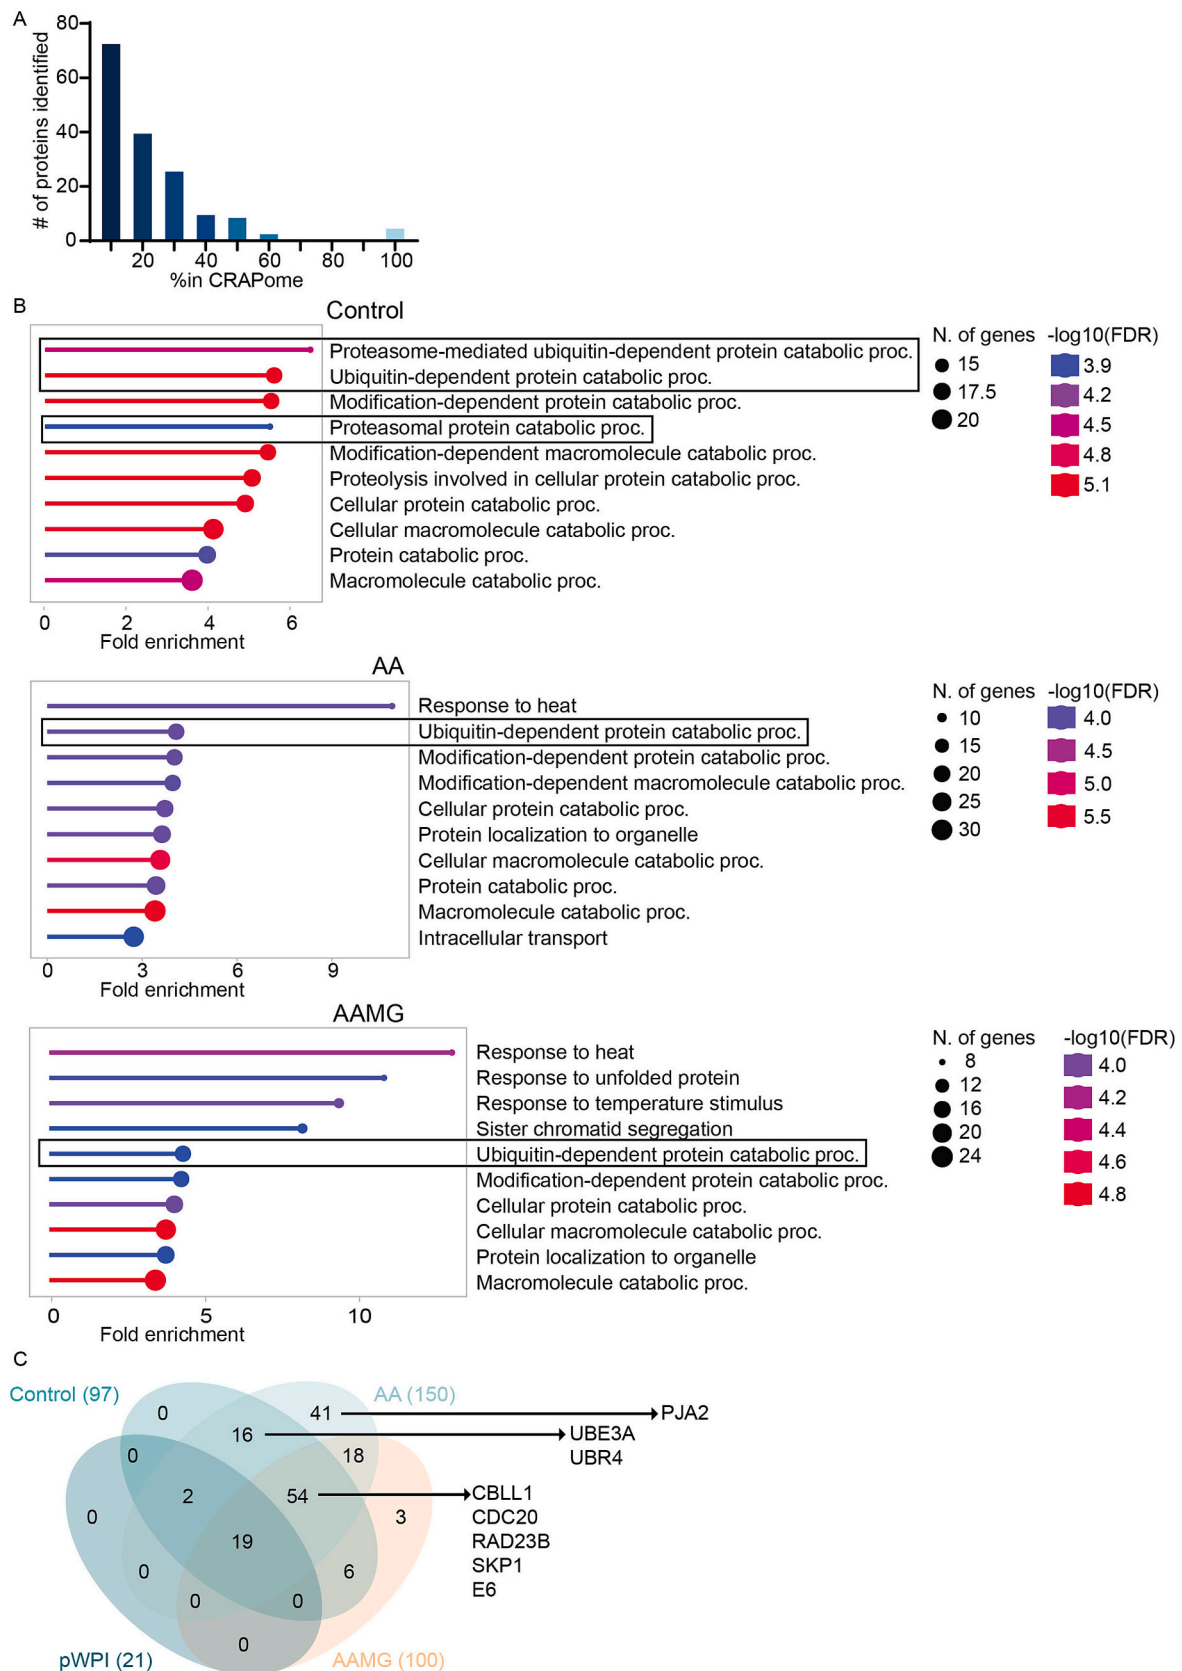 A
80
60
40
20
0
# of proteins identified
20 40 60 80 100
%in CRAPome
B
Control
Proteasome-mediated ubiquitin-dependent protein catabolic proc.
Ubiquitin-dependent protein catabolic proc.
Modification-dependent protein catabolic proc.
Proteasomal protein catabolic proc.
Modification-dependent macromolecule catabolic proc.
Proteolysis involved in cellular protein catabolic proc.
Cellular protein catabolic proc.
Cellular macromolecule catabolic proc.
Protein catabolic proc.
Macromolecule catabolic proc.
0 2 4 6
Fold enrichment
N. of genes
15
17.5
20
-log10(FDR)
3.9
4.2
4.5
4.8
5.1
AA
Response to heat
Ubiquitin-dependent protein catabolic proc.
Modification-dependent protein catabolic proc.
Modification-dependent macromolecule catabolic proc.
Cellular protein catabolic proc.
Protein localization to organelle
Cellular macromolecule catabolic proc.
Protein catabolic proc.
Macromolecule catabolic proc.
Intracellular transport
0 3 6 9
Fold enrichment
N. of genes
10
15
20
25
30
-log10(FDR)
4.0
4.5
5.0
5.5
AAMG
Response to heat
Response to unfolded protein
Response to temperature stimulus
Sister chromatid segregation
Ubiquitin-dependent protein catabolic proc.
Modification-dependent protein catabolic proc.
Cellular protein catabolic proc.
Cellular macromolecule catabolic proc.
Protein localization to organelle
Macromolecule catabolic proc.
0 5 10
Fold enrichment
N. of genes
8
12
16
20
24
-log10(FDR)
4.0
4.2
4.4
4.6
4.8
C
Control (97)
AA (150)
0
41
PJA2
16
UBE3A
UBR4
0
18
2
54
CBLL1
CDC20
RAD23B
SKP1
E6
0
3
19
0
6
0
0
0
pWPI (21)
AAMG (100)